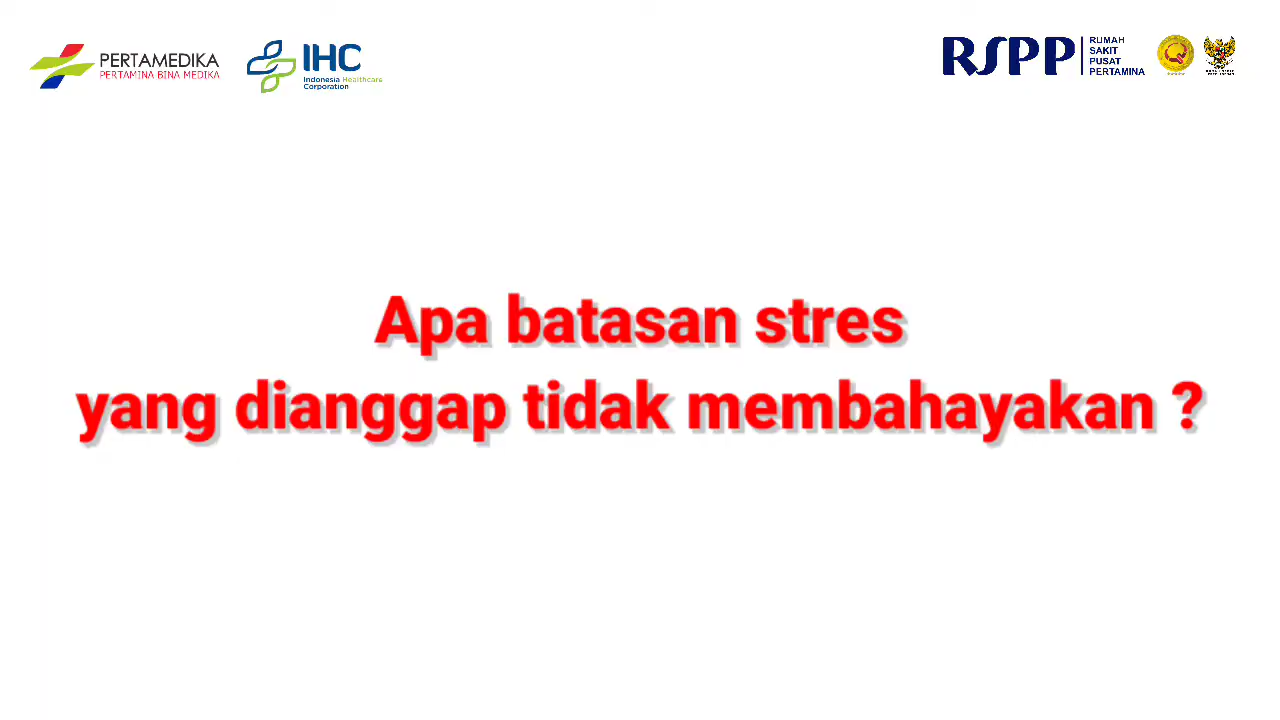 PERTAMEDIKA
PERTAMINA BINA MEDIKA
IHC
Indonesia Healthcare
Corporation
RSPP
RUMAH
SAKIT
PUSAT
PERTAMINA
Apa batasan stres
yang dianggap tidak membahayakan ?